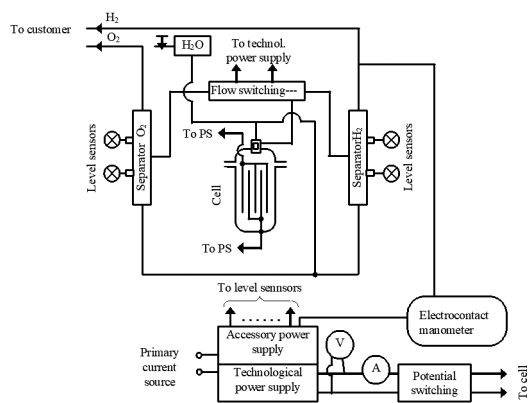 H2
To customer
O2
H2O
To technol.
power supply
Flow switching---
To PS
Level sensors
Separator O2
Cell
SeparatorH2
Level sensors
To PS
To level sennsors
Accessory power
supply
Electrocontact
manometer
V
Primary
current
source
Technological
power supply
A
Potential
switching
To cell